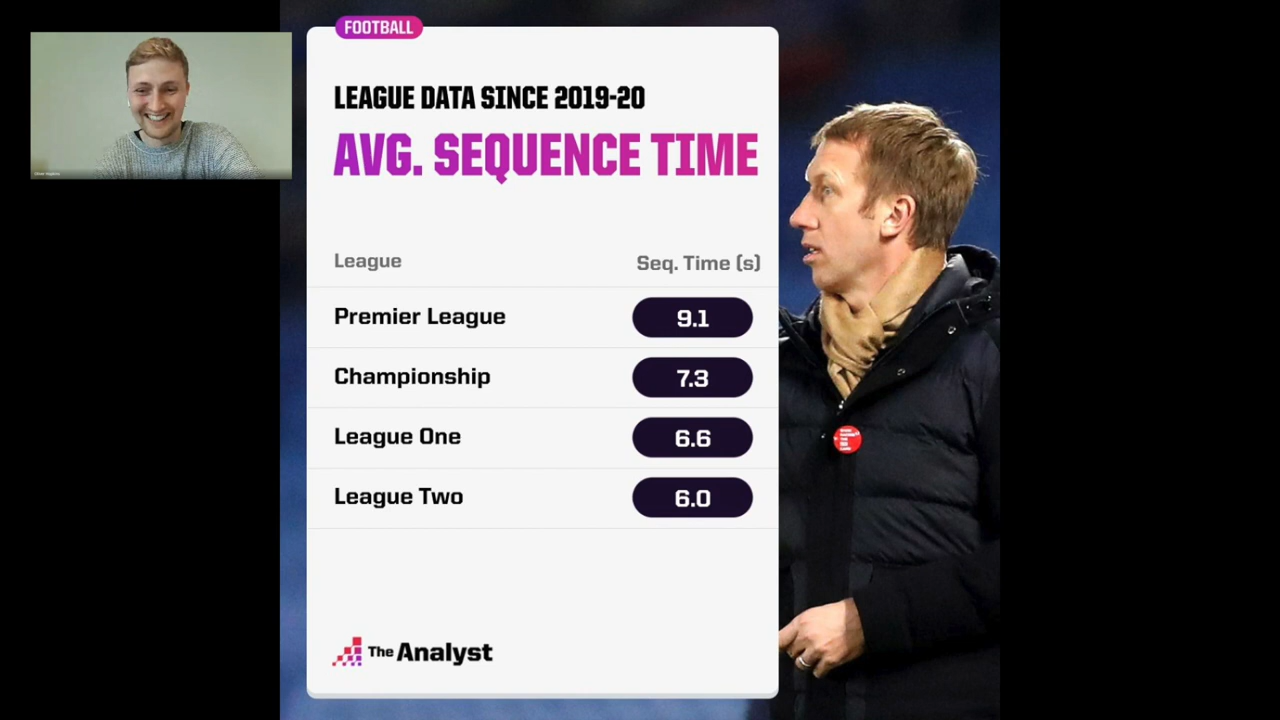 FOOTBALL
LEAGUE DATA SINCE 2019-20
AVG. SEQUENCE TIME
League Seq. Time (s)
Premier League 9.1
Championship 7.3
League One 6.6
League Two 6.0
The Analyst